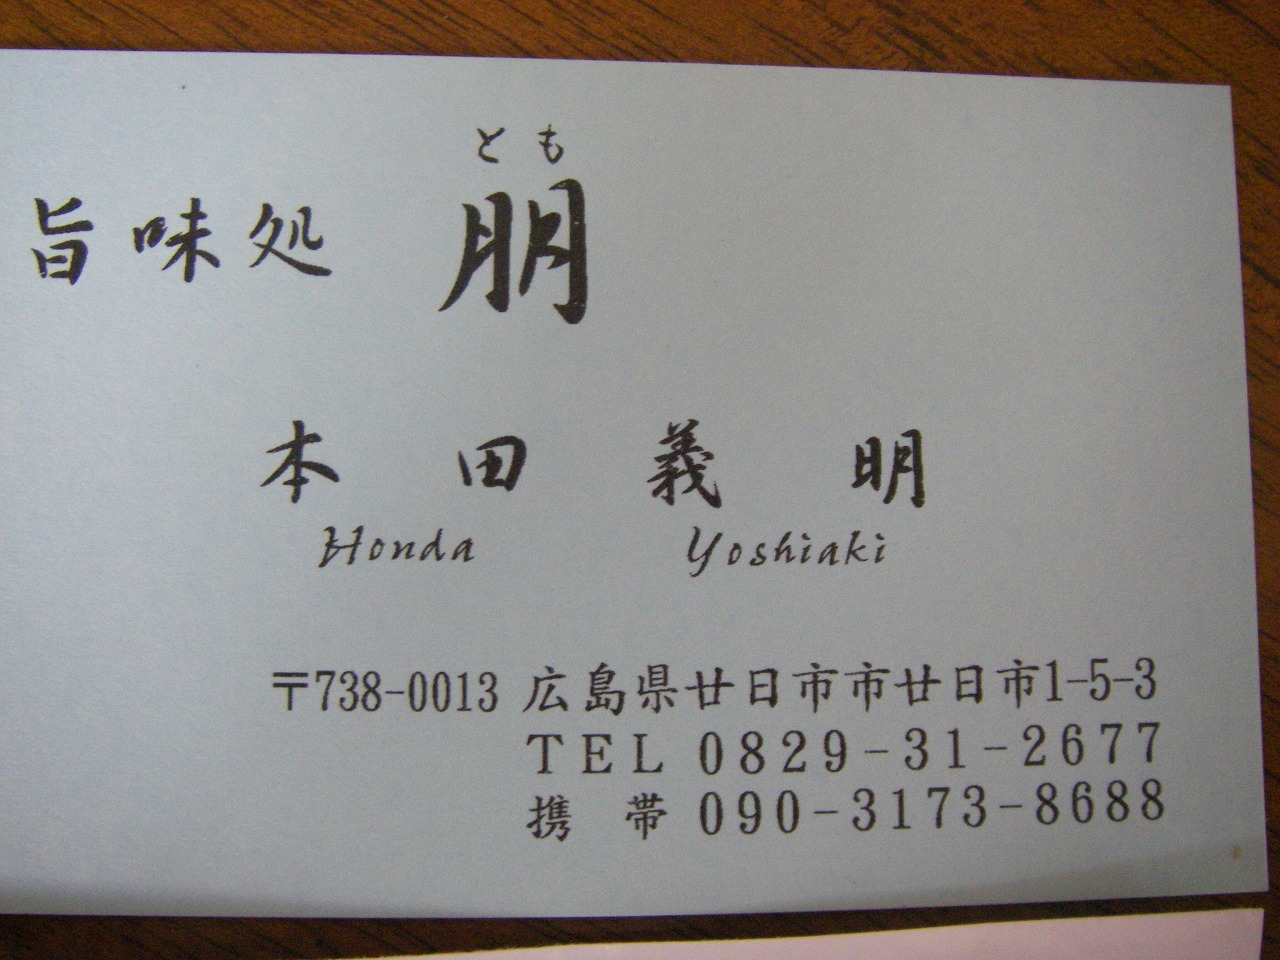 とも
旨味処 朋
本田 義明
Honda Yoshiaki
〒738-0013 広島県廿日市市廿日市1-5-3
TEL 0829-31-2677
携 帯 090-3173-8688